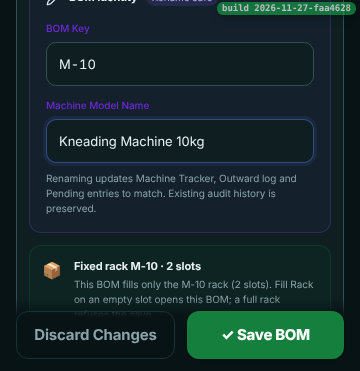 build 2026-11-27-faa4628
BOM Key
M-10
Machine Model Name
Kneading Machine 10kg
Renaming updates Machine Tracker, Outward log and
Pending entries to match. Existing audit history is
preserved.
Fixed rack M-10 · 2 slots
This BOM fills only the M-10 rack (2 slots). Fill Rack
on an empty slot opens this BOM; a full rack
Discard Changes
✓ Save BOM